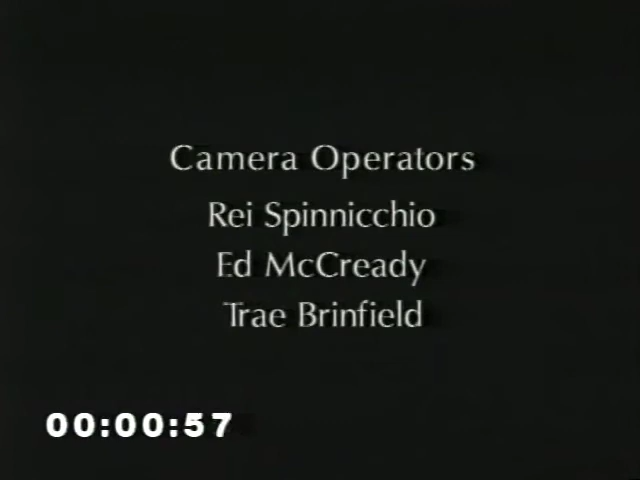 Camera Operators
Rei Spinnicchio
Ed McCready
Trae Brinfield
00:00:57